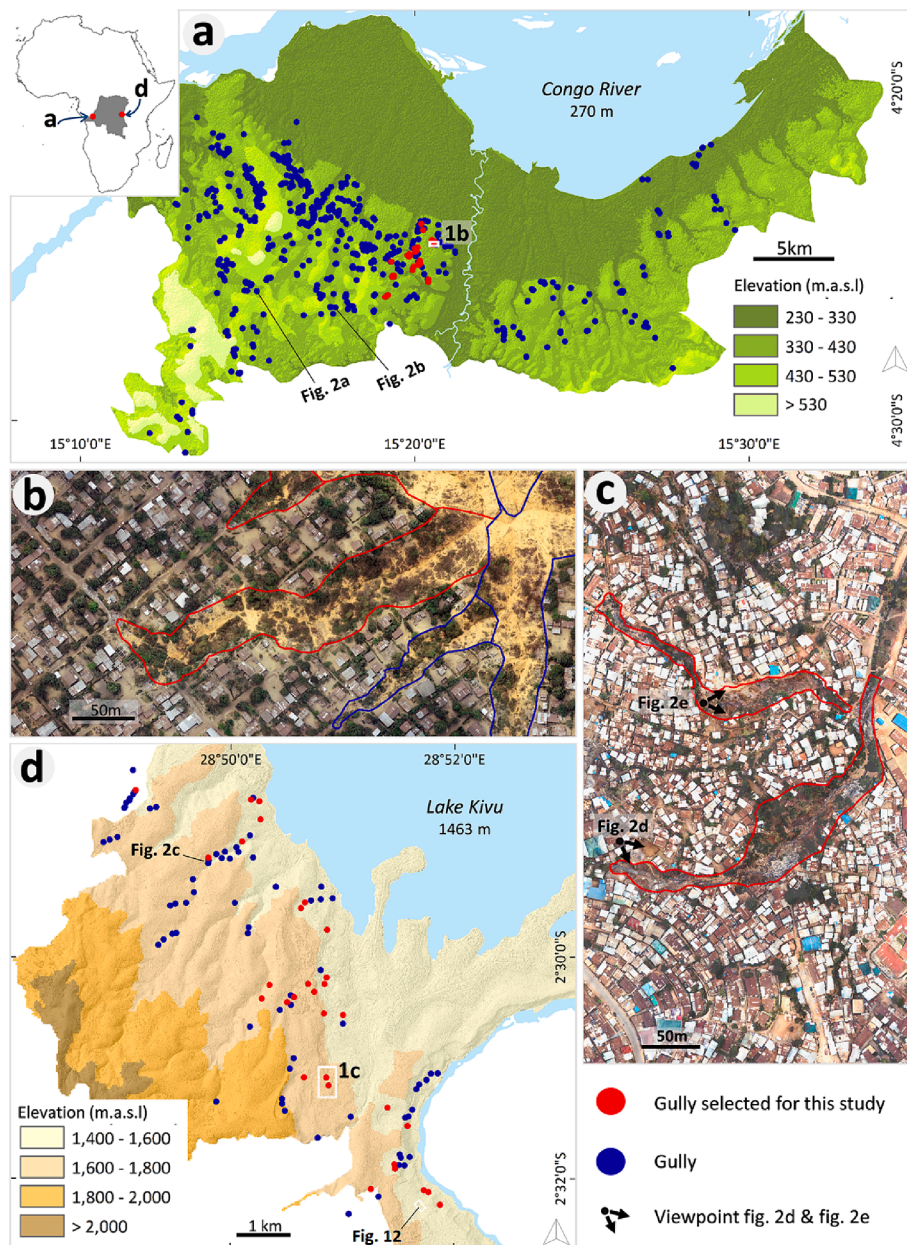 a
d
a
Congo River
270 m
4°20'0"S
1b
5km
Elevation (m.a.s.l)
230 - 330
330 - 430
430 - 530
> 530
Fig. 2a
Fig. 2b
4°30'0"S
15°10'0"E
15°20'0"E
15°30'0"E
b
50m
c
Fig. 2e
Fig. 2d
50m
d
28°50'0"E
28°52'0"E
Lake Kivu
1463 m
Fig. 2c
2°30'0"S
1c
Elevation (m.a.s.l)
1,400 - 1,600
1,600 - 1,800
1,800 - 2,000
> 2,000
1 km
Fig. 12
2°32'0"S
Gully selected for this study
Gully
Viewpoint fig. 2d & fig. 2e